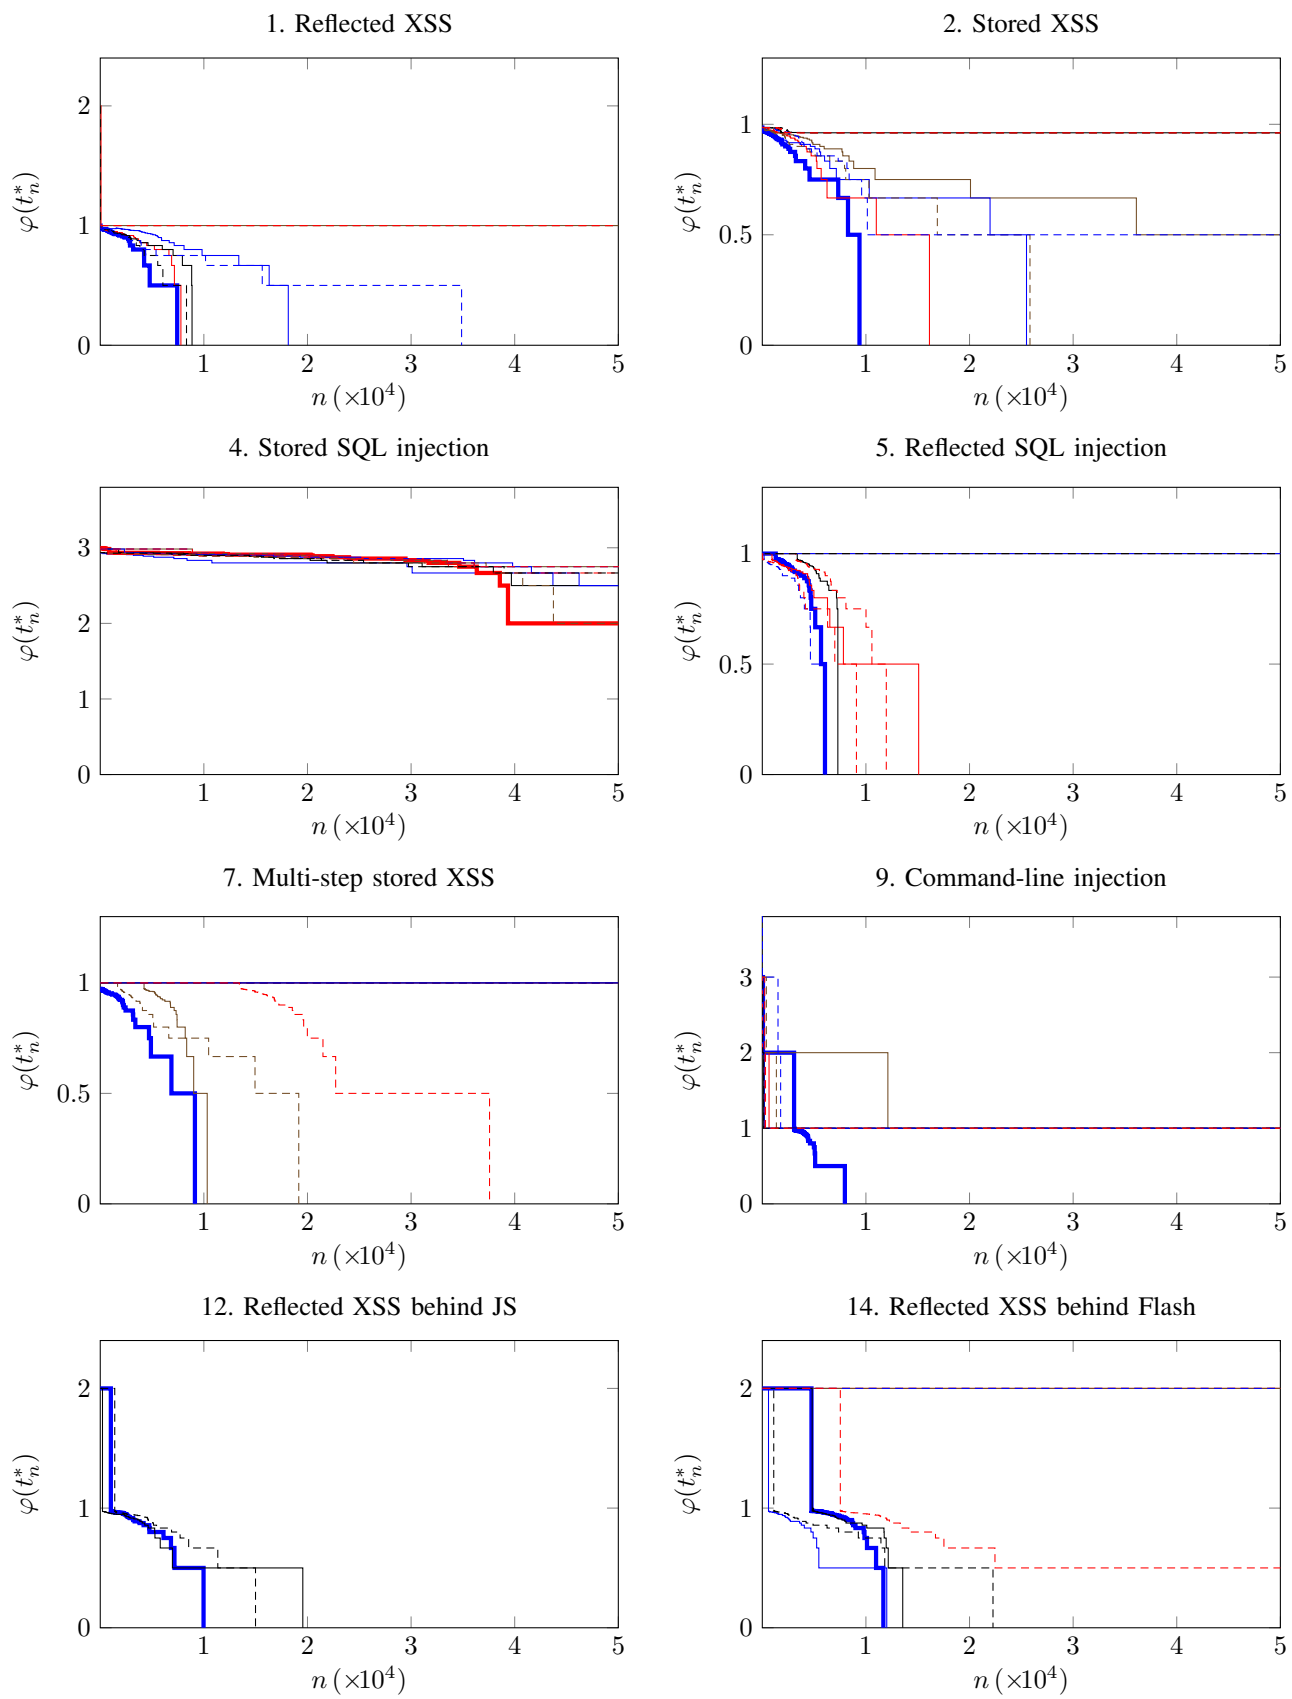 1. Reflected XSS
2
1
0
φ(t*n)
1 2 3 4 5
n (×10⁴)
2. Stored XSS
1
0.5
0
φ(t*n)
1 2 3 4 5
n (×10⁴)
4. Stored SQL injection
3
2
1
0
φ(t*n)
1 2 3 4 5
n (×10⁴)
5. Reflected SQL injection
1
0.5
0
φ(t*n)
1 2 3 4 5
n (×10⁴)
7. Multi-step stored XSS
1
0.5
0
φ(t*n)
1 2 3 4 5
n (×10⁴)
9. Command-line injection
3
2
1
0
φ(t*n)
1 2 3 4 5
n (×10⁴)
12. Reflected XSS behind JS
2
1
0
φ(t*n)
1 2 3 4 5
n (×10⁴)
14. Reflected XSS behind Flash
2
1
0
φ(t*n)
1 2 3 4 5
n (×10⁴)